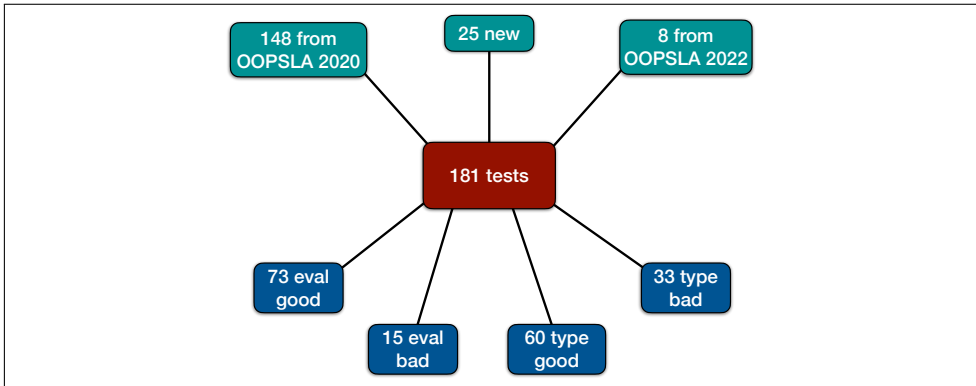 148 from
OOPSLA 2020
25 new
8 from
OOPSLA 2022
181 tests
73 eval
good
33 type
bad
15 eval
bad
60 type
good